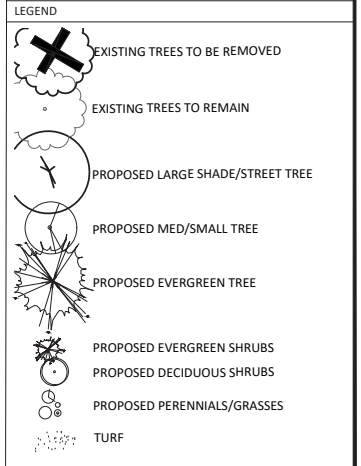 LEGEND
EXISTING TREES TO BE REMOVED
EXISTING TREES TO REMAIN
PROPOSED LARGE SHADE/STREET TREE
PROPOSED MED/SMALL TREE
PROPOSED EVERGREEN TREE
PROPOSED EVERGREEN SHRUBS
PROPOSED DECIDUOUS SHRUBS
PROPOSED PERENNIALS/GRASSES
TURF